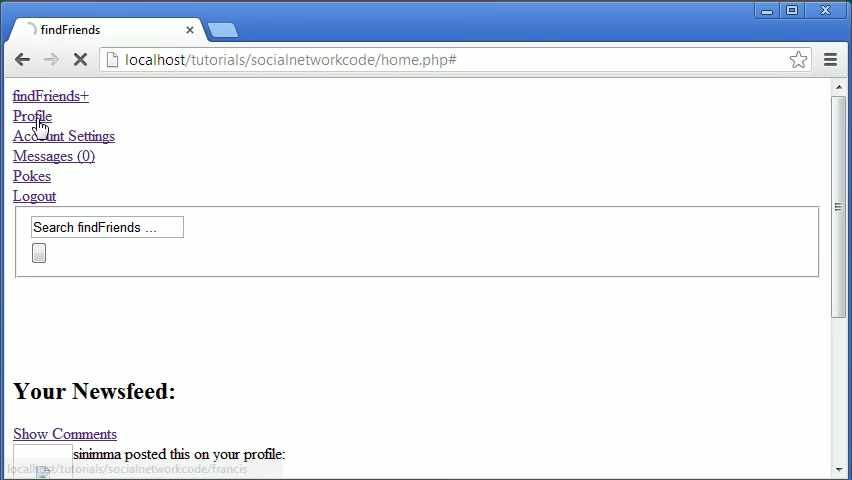 findFriends
localhost/tutorials/socialnetworkcode/home.php#
findFriends+
Profile
Account Settings
Messages (0)
Pokes
Logout
Search findFriends ...
Your Newsfeed:
Show Comments
sinimma posted this on your profile:
localhost/tutorials/socialnetworkcode/francis